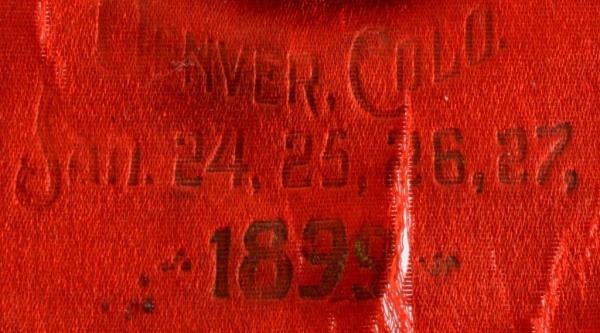 Denver, Colo.
Jan. 24, 25, 26, 27,
1899